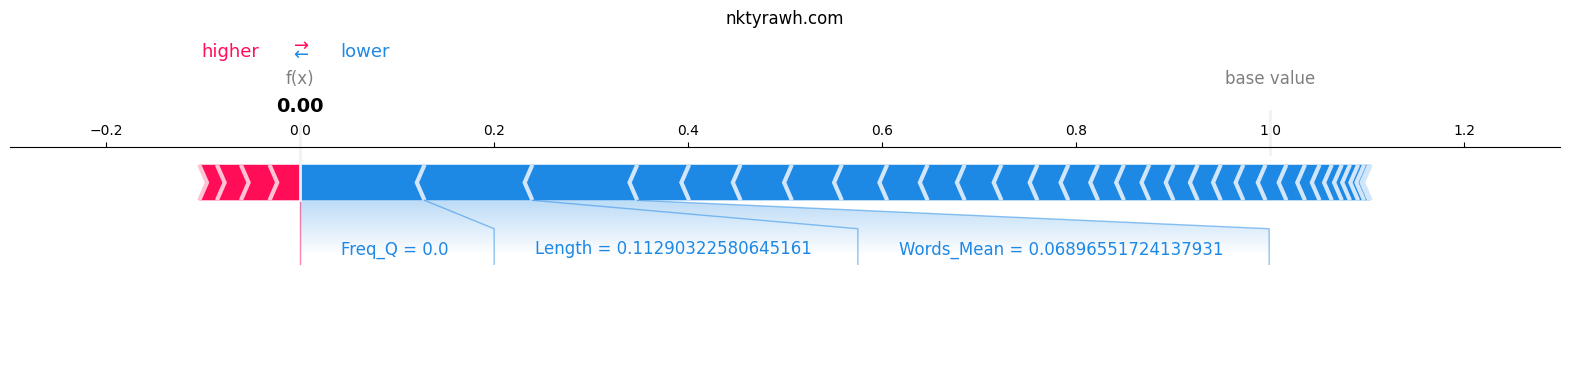 nktyrawh.com
higher ⇄ lower
f(x) base value
0.00
−0.2 0.0 0.2 0.4 0.6 0.8 1.0 1.2
Freq_Q = 0.0 Length = 0.11290322580645161 Words_Mean = 0.06896551724137931